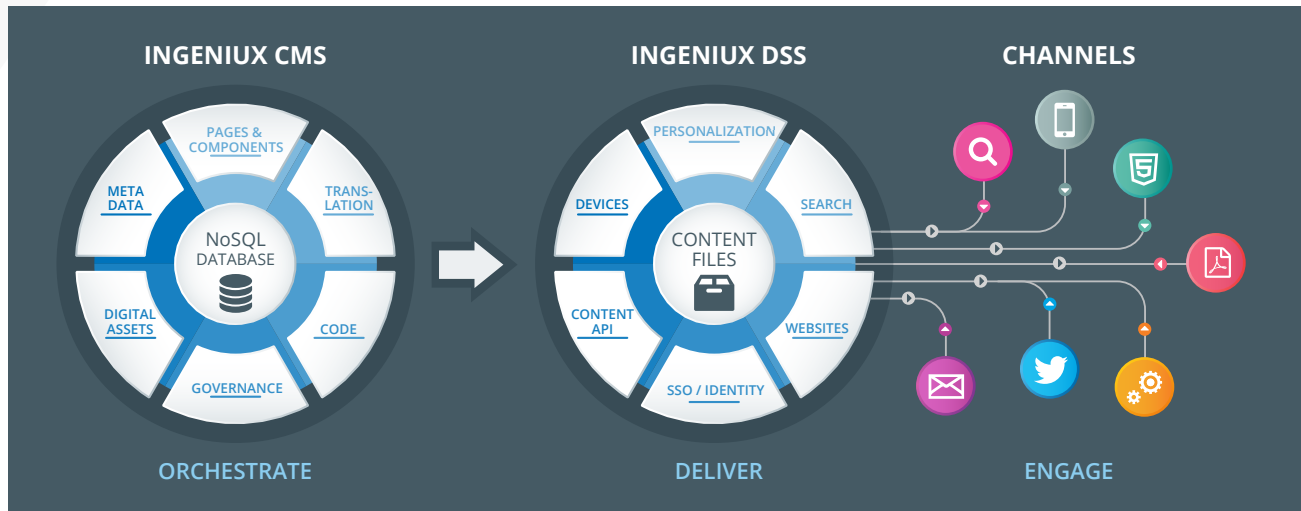 INGENIUX CMS
PAGES &
COMPONENTS
META
DATA
TRANS-
LATION
NoSQL
DATABASE
DIGITAL
ASSETS
CODE
GOVERNANCE
ORCHESTRATE
INGENIUX DSS
PERSONALIZATION
DEVICES
SEARCH
CONTENT
FILES
CONTENT
API
WEBSITES
SSO / IDENTITY
DELIVER
CHANNELS
5
ENGAGE